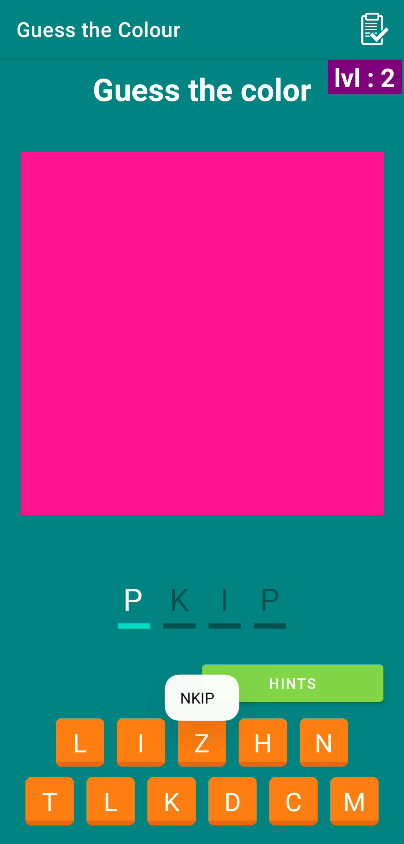 Guess the Colour
lvl : 2
Guess the color
P K I P
HINTS
NKIP
L I Z H N
T L K D C M